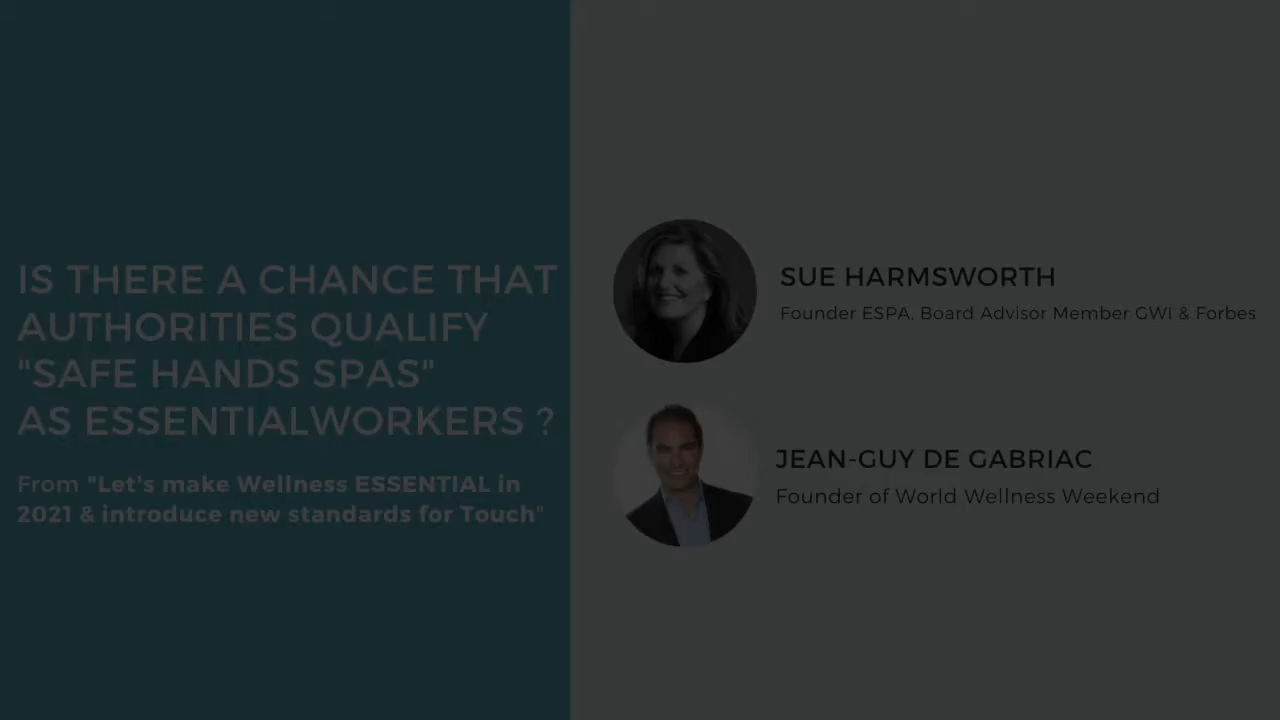 IS THERE A CHANCE THAT
AUTHORITIES QUALIFY
"SAFE HANDS SPAS"
AS ESSENTIALWORKERS ?
From "Let's make Wellness ESSENTIAL in
2021 & introduce new standards for Touch"
SUE HARMSWORTH
Founder ESPA, Board Advisor Member GWI & Forbes
JEAN-GUY DE GABRIAC
Founder of World Wellness Weekend